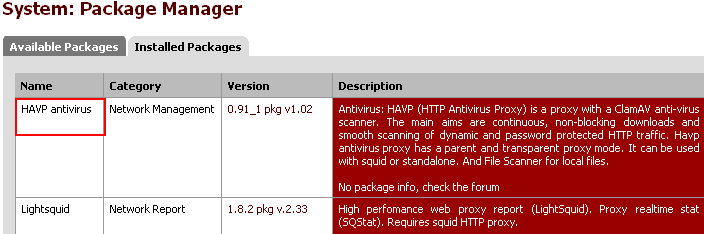 System: Package Manager
Available Packages Installed Packages
Name Category Version Description
HAVP antivirus Network Management 0.91_1 pkg v1.02 Antivirus: HAVP (HTTP Antivirus Proxy) is a proxy with a ClamAV anti-virus
scanner. The main aims are continuous, non-blocking downloads and
smooth scanning of dynamic and password protected HTTP traffic. Havp
antivirus proxy has a parent and transparent proxy mode. It can be used
with squid or standalone. And File Scanner for local files.
No package info, check the forum
Lightsquid Network Report 1.8.2 pkg v.2.33 High perfomance web proxy report (LightSquid). Proxy realtime stat
(SQStat). Requires squid HTTP proxy.